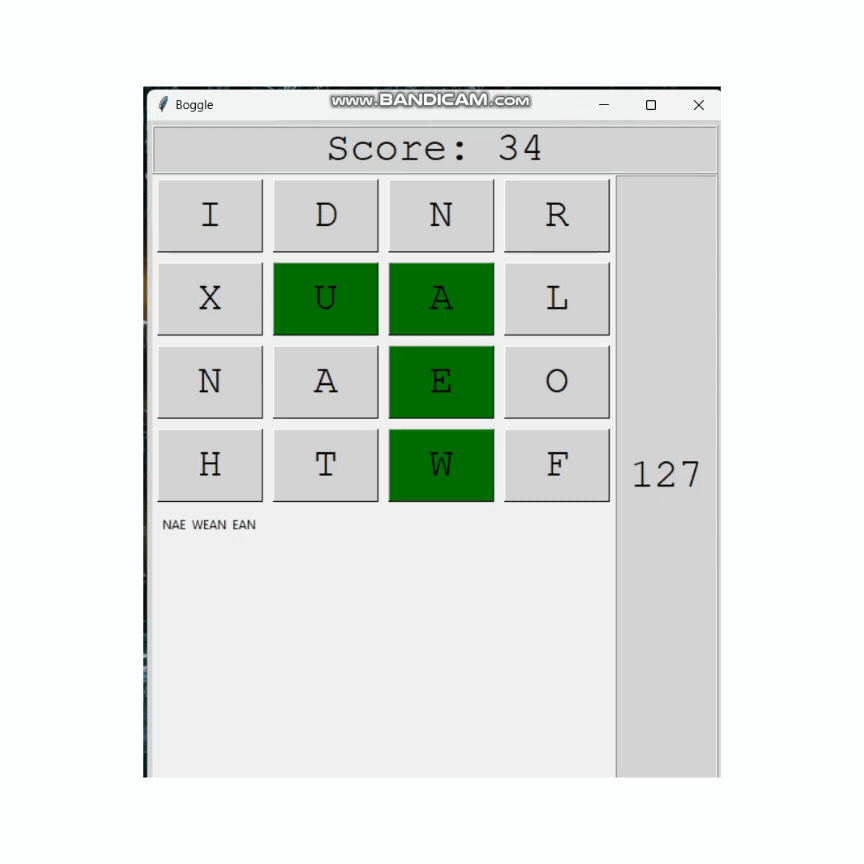 www.BANDICAM.com
Boggle
Score: 34
I D N R
X U A L
N A E O
H T W F
127
NAE WEAN EAN